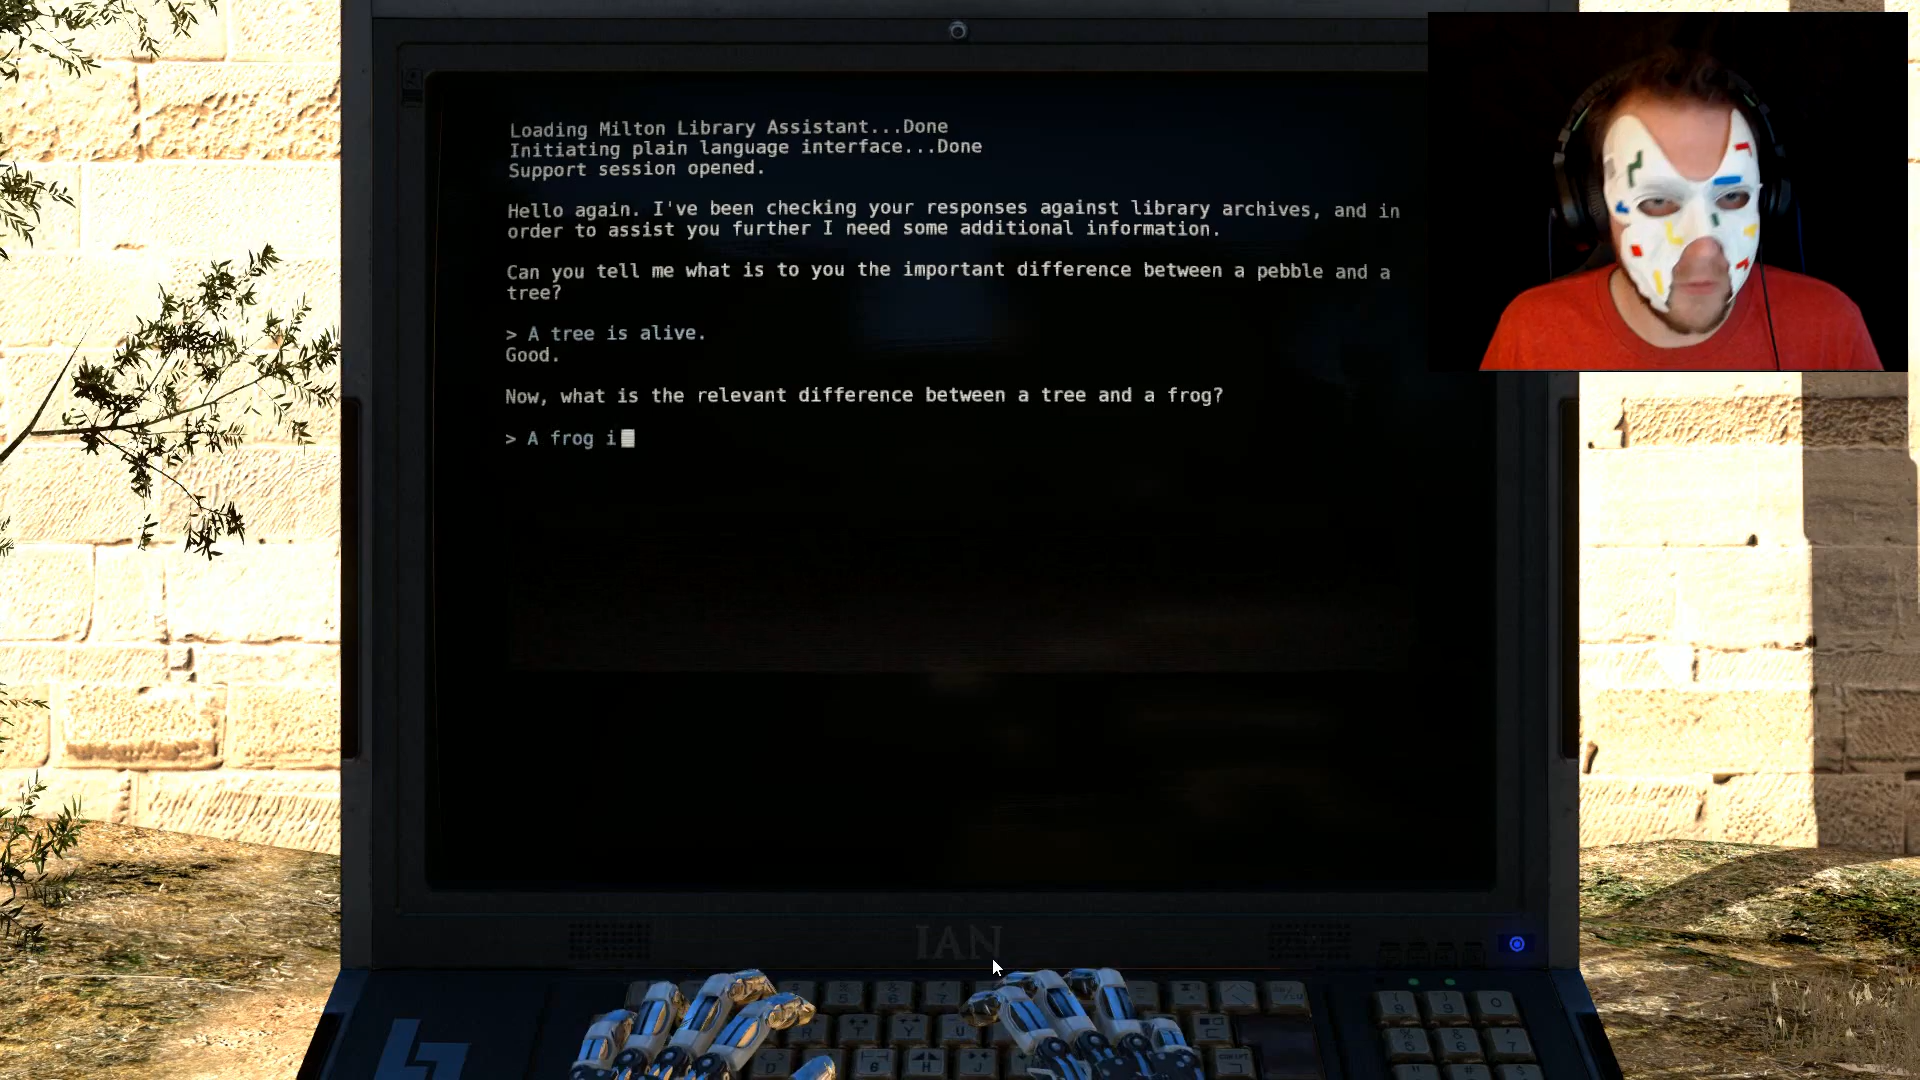 Loading Milton Library Assistant...Done
Initiating plain language interface...Done
Support session opened.
Hello again. I've been checking your responses against library archives, and in
order to assist you further I need some additional information.
Can you tell me what is to you the important difference between a pebble and a
tree?
> A tree is alive.
Good.
Now, what is the relevant difference between a tree and a frog?
> A frog i
IAN